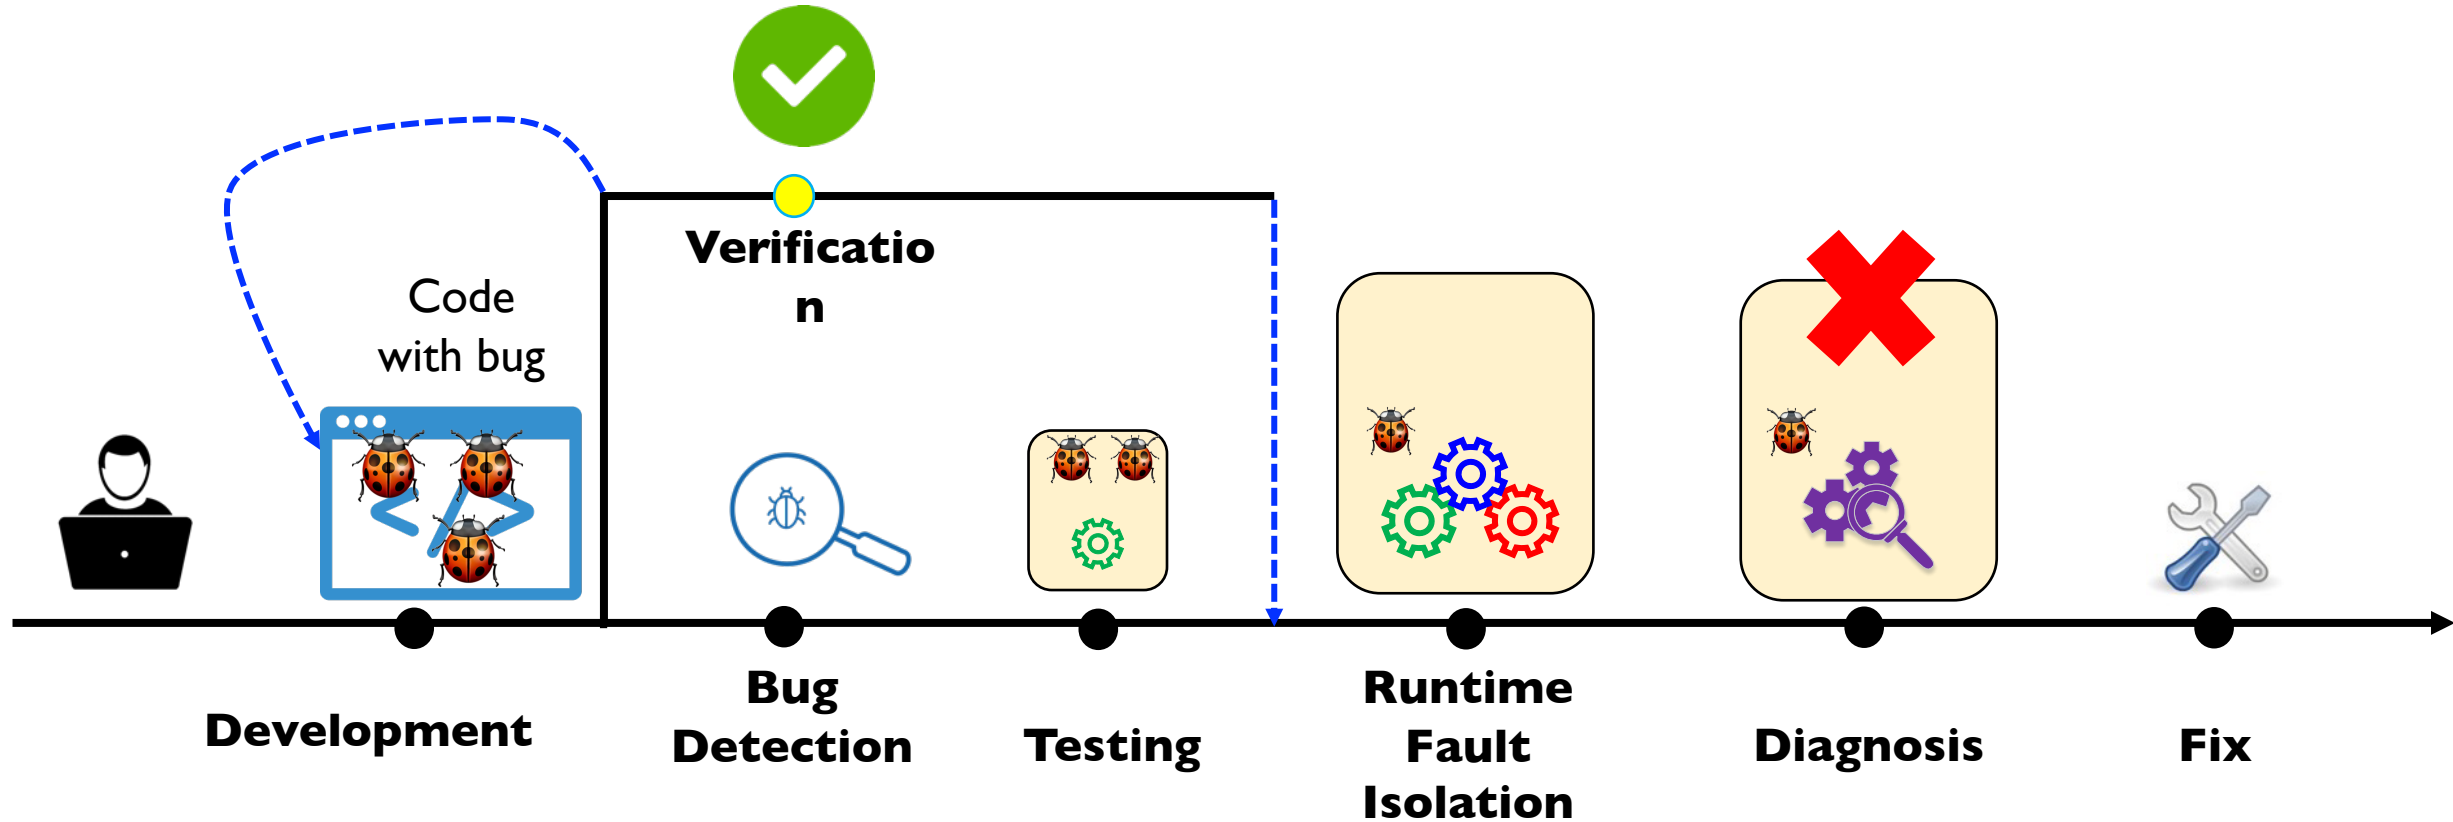 Verificatio
n
Code
with bug
Development
Bug
Detection
Testing
Runtime
Fault
Isolation
Diagnosis
Fix